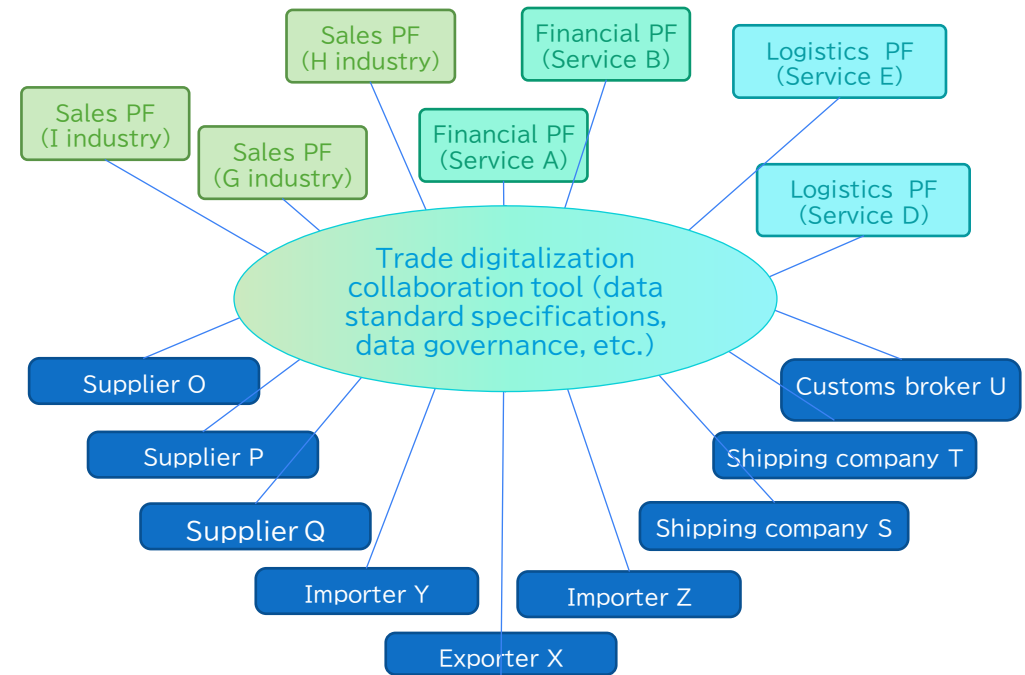 Sales PF
(H industry)
Financial PF
(Service B)
Logistics PF
(Service E)
Sales PF
(I industry)
Sales PF
(G industry)
Financial PF
(Service A)
Logistics PF
(Service D)
Trade digitalization
collaboration tool (data
standard specifications,
data governance, etc.)
Supplier O
Customs broker U
Supplier P
Shipping company T
Supplier Q
Shipping company S
Importer Y
Importer Z
Exporter X